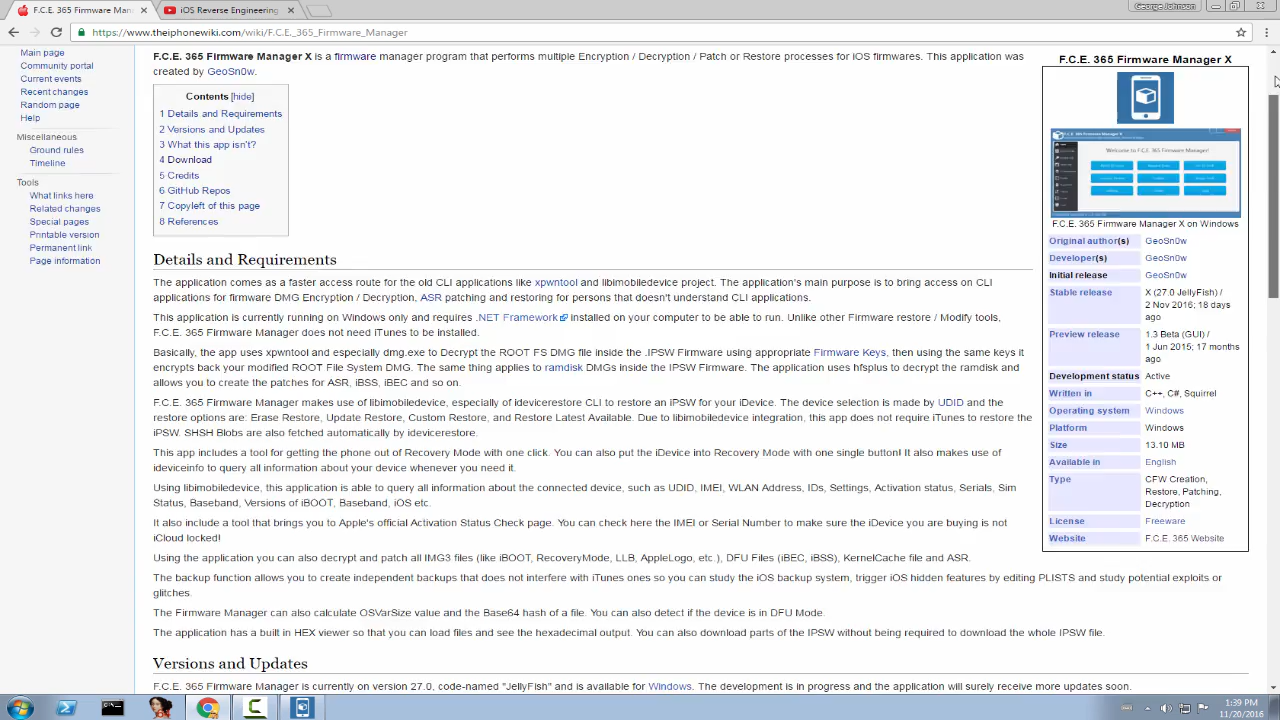 F.C.E. 365 Firmware Man
iOS Reverse Engineering
George Johnson
https://www.theiphonewiki.com/wiki/F.C.E._365_Firmware_Manager
Main page
Community portal
Current events
Recent changes
Random page
Help
Miscellaneous
Ground rules
Timeline
Tools
What links here
Related changes
Special pages
Printable version
Permanent link
Page information
F.C.E. 365 Firmware Manager X is a firmware manager program that performs multiple Encryption / Decryption / Patch or Restore processes for iOS firmwares. This application was
created by GeoSn0w.
Contents [hide]
1 Details and Requirements
2 Versions and Updates
3 What this app isn't?
4 Download
5 Credits
6 GitHub Repos
7 Copyleft of this page
8 References
Details and Requirements
The application comes as a faster access route for the old CLI applications like xpwntool and libimobiledevice project. The application's main purpose is to bring access on CLI
applications for firmware DMG Encryption / Decryption, ASR patching and restoring for persons that doesn't understand CLI applications.
This application is currently running on Windows only and requires .NET Framework installed on your computer to be able to run. Unlike other Firmware restore / Modify tools,
F.C.E. 365 Firmware Manager does not need iTunes to be installed.
Basically, the app uses xpwntool and especially dmg.exe to Decrypt the ROOT FS DMG file inside the .IPSW Firmware using appropriate Firmware Keys, then using the same keys it
encrypts back your modified ROOT File System DMG. The same thing applies to ramdisk DMGs inside the IPSW Firmware. The application uses hfsplus to decrypt the ramdisk and
allows you to create the patches for ASR, iBSS, iBEC and so on.
F.C.E. 365 Firmware Manager makes use of libimobiledevice, especially of idevicerestore CLI to restore an iPSW for your iDevice. The device selection is made by UDID and the
restore options are: Erase Restore, Update Restore, Custom Restore, and Restore Latest Available. Due to libimobiledevice integration, this app does not require iTunes to restore the
iPSW. SHSH Blobs are also fetched automatically by idevicerestore.
This app includes a tool for getting the phone out of Recovery Mode with one click. You can also put the iDevice into Recovery Mode with one single button! It also makes use of
ideviceinfo to query all information about your device whenever you need it.
Using libimobiledevice, this application is able to query all information about the connected device, such as UDID, IMEI, WLAN Address, IDs, Settings, Activation status, Serials, Sim
Status, Baseband, Versions of iBOOT, Baseband, iOS etc.
It also include a tool that brings you to Apple's official Activation Status Check page. You can check here the IMEI or Serial Number to make sure the iDevice you are buying is not
iCloud locked!
Using the application you can also decrypt and patch all IMG3 files (like iBOOT, RecoveryMode, LLB, AppleLogo, etc.), DFU Files (iBEC, iBSS), KernelCache file and ASR.
The backup function allows you to create independent backups that does not interfere with iTunes ones so you can study the iOS backup system, trigger iOS hidden features by editing PLISTS and study potential exploits or
glitches.
The Firmware Manager can also calculate OSVarSize value and the Base64 hash of a file. You can also detect if the device is in DFU Mode.
The application has a built in HEX viewer so that you can load files and see the hexadecimal output. You can also download parts of the IPSW without being required to download the whole IPSW file.
Versions and Updates
F.C.E. 365 Firmware Manager is currently on version 27.0, code-named "JellyFish" and is available for Windows. The development is in progress and the application will surely receive more updates soon.
F.C.E. 365 Firmware Manager X
F.C.E. 365 Firmware Manager X
Welcome to F.C.E. 365 Firmware Manager!
F.C.E. 365 Firmware Manager X on Windows
Original author(s) GeoSn0w
Developer(s) GeoSn0w
Initial release GeoSn0w
Stable release X (27.0 JellyFish) /
2 Nov 2016; 18 days
ago
Preview release 1.3 Beta (GUI) /
1 Jun 2015; 17 months
ago
Development status Active
Written in C++, C#, Squirrel
Operating system Windows
Platform Windows
Size 13.10 MB
Available in English
Type CFW Creation,
Restore, Patching,
Decryption
License Freeware
Website F.C.E. 365 Website
1:39 PM
11/20/2016